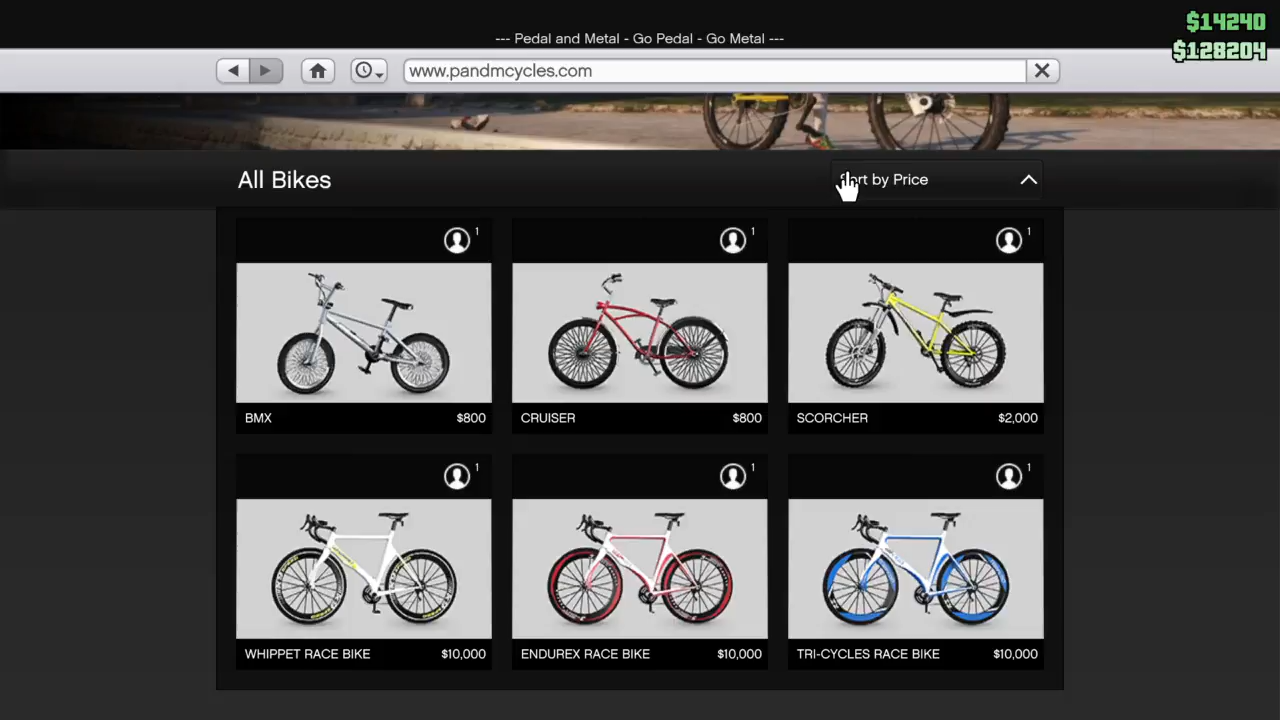 $14240
--- Pedal and Metal - Go Pedal - Go Metal ---
$128204
www.pandmcycles.com
All Bikes
Sort by Price
1
1
1
BMX $800
CRUISER $800
SCORCHER $2,000
1
1
1
WHIPPET RACE BIKE $10,000
ENDUREX RACE BIKE $10,000
TRI-CYCLES RACE BIKE $10,000